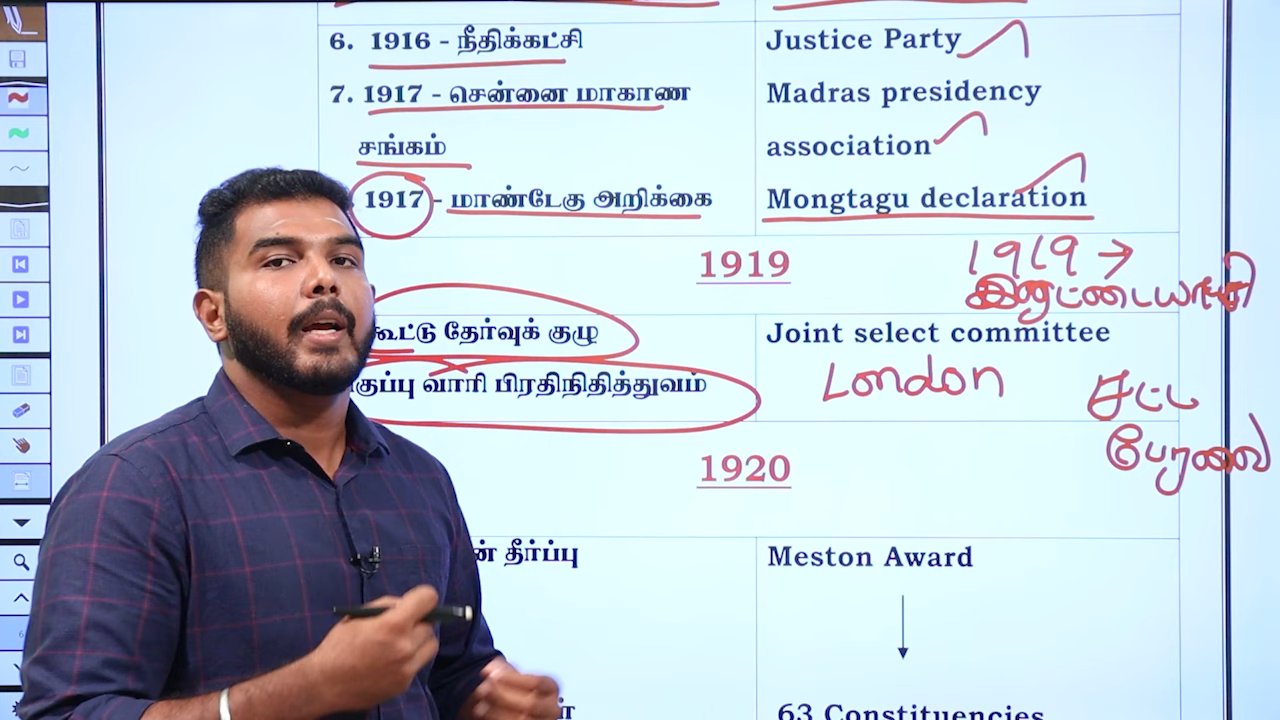 6. 1916 - நீதிக்கட்சி
Justice Party
7. 1917 - சென்னை மாகாண
Madras presidency
சங்கம்
association
1917 - மாண்டேகு அறிக்கை
Mongtagu declaration
1919
1919 →
இரட்டையாட்சி
கூட்டு தேர்வுக் குழு
Joint select committee
வாரி பிரதிநிதித்துவம்
London
சட்ட
பேரவை
1920
தீர்ப்பு
Meston Award
63 Constituencies